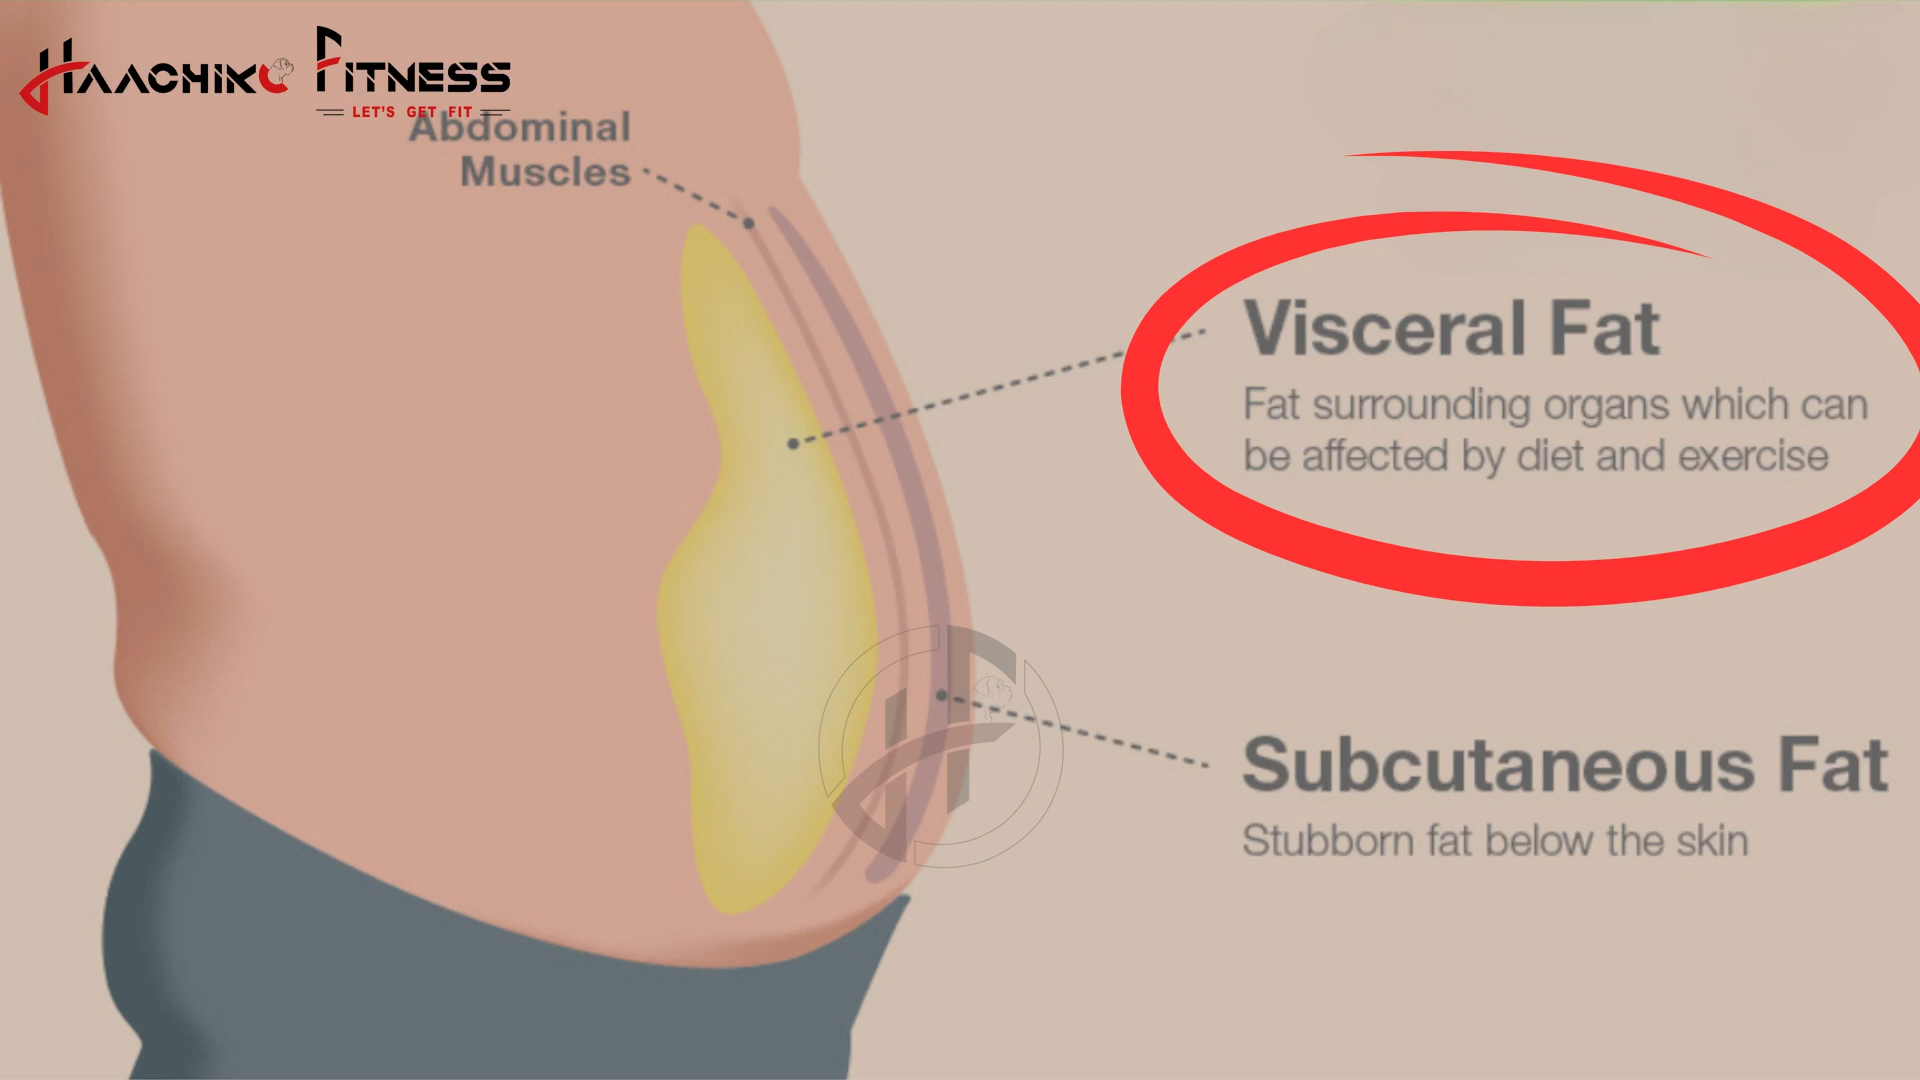 HAACHIKO FITNESS
LET'S GET FIT
Abdominal
Muscles
Visceral Fat
Fat surrounding organs which can
be affected by diet and exercise
Subcutaneous Fat
Stubborn fat below the skin